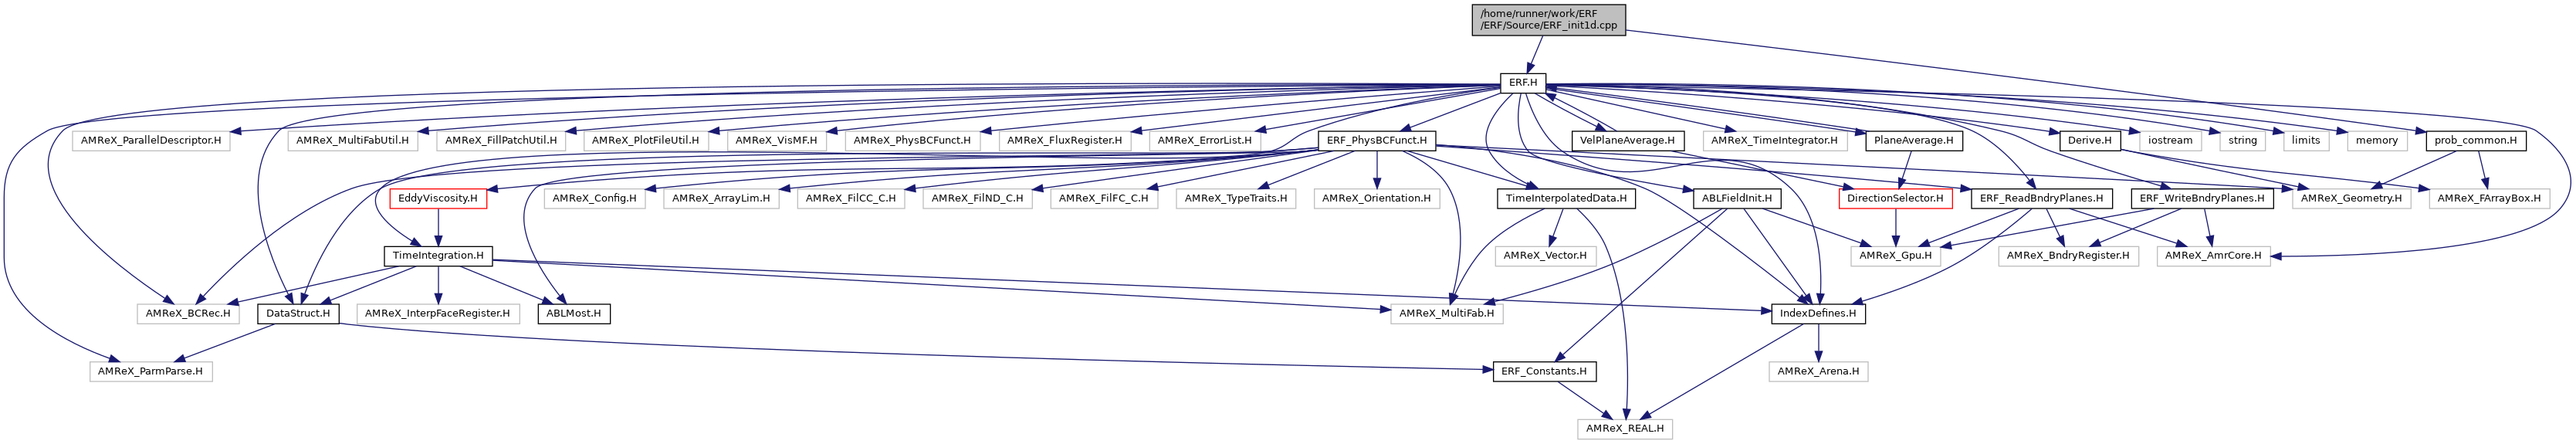 /home/runner/work/ERF
/ERF/Source/ERF_init1d.cpp
ERF.H
AMReX_ParallelDescriptor.H
AMReX_MultiFabUtil.H
AMReX_FillPatchUtil.H
AMReX_PlotFileUtil.H
AMReX_VisMF.H
AMReX_PhysBCFunct.H
AMReX_FluxRegister.H
AMReX_ErrorList.H
ERF_PhysBCFunct.H
VelPlaneAverage.H
AMReX_TimeIntegrator.H
PlaneAverage.H
Derive.H
iostream
string
limits
memory
prob_common.H
EddyViscosity.H
AMReX_Config.H
AMReX_ArrayLim.H
AMReX_FilCC_C.H
AMReX_FilND_C.H
AMReX_FilFC_C.H
AMReX_TypeTraits.H
AMReX_Orientation.H
TimeInterpolatedData.H
ABLFieldInit.H
DirectionSelector.H
ERF_ReadBndryPlanes.H
ERF_WriteBndryPlanes.H
AMReX_Geometry.H
AMReX_FArrayBox.H
TimeIntegration.H
AMReX_Vector.H
AMReX_Gpu.H
AMReX_BndryRegister.H
AMReX_AmrCore.H
AMReX_BCRec.H
DataStruct.H
AMReX_InterpFaceRegister.H
ABLMost.H
AMReX_MultiFab.H
IndexDefines.H
AMReX_ParmParse.H
ERF_Constants.H
AMReX_Arena.H
AMReX_REAL.H